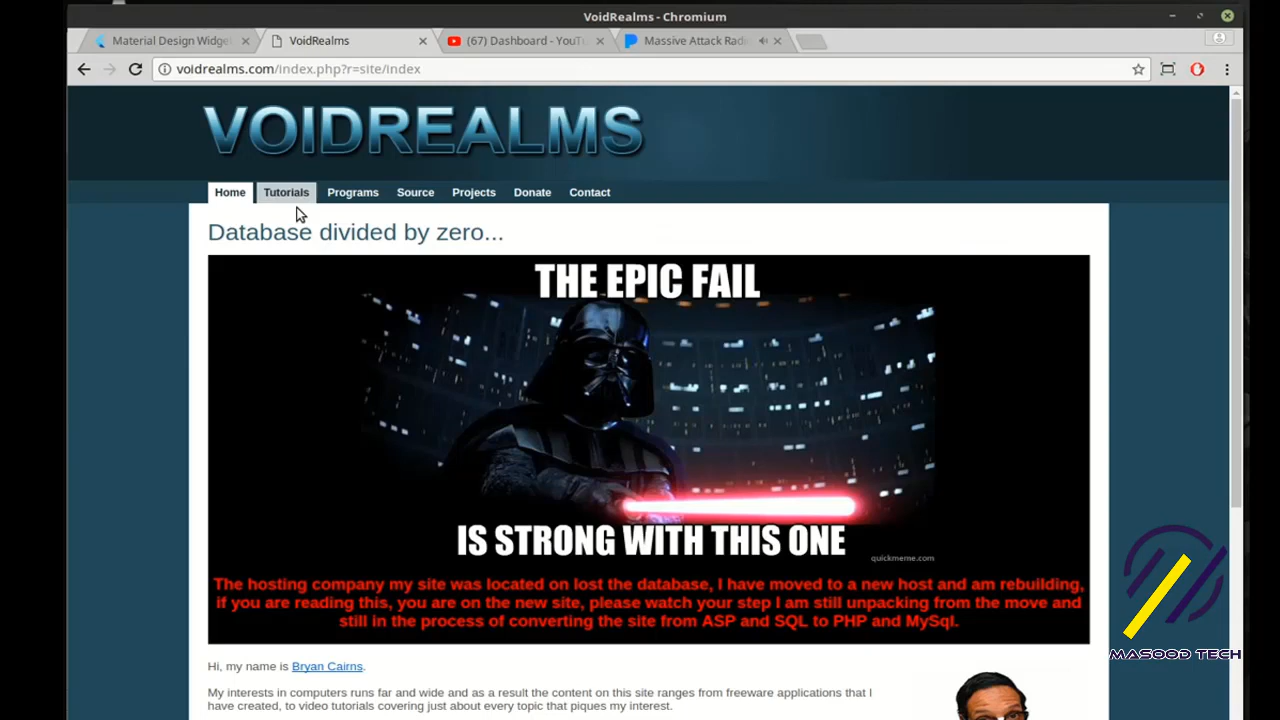 VoidRealms - Chromium
Material Design Widge
VoidRealms
(67) Dashboard - YouTu
Massive Attack Radi
voidrealms.com/index.php?r=site/index
VOIDREALMS
Home Tutorials Programs Source Projects Donate Contact
Database divided by zero...
THE EPIC FAIL
IS STRONG WITH THIS ONE
quickmeme.com
The hosting company my site was located on lost the database, I have moved to a new host and am rebuilding,
if you are reading this, you are on the new site, please watch your step I am still unpacking from the move and
still in the process of converting the site from ASP and SQL to PHP and MySql.
MASOOD TECH
Hi, my name is Bryan Cairns.
My interests in computers runs far and wide and as a result the content on this site ranges from freeware applications that I
have created, to video tutorials covering just about every topic that piques my interest.